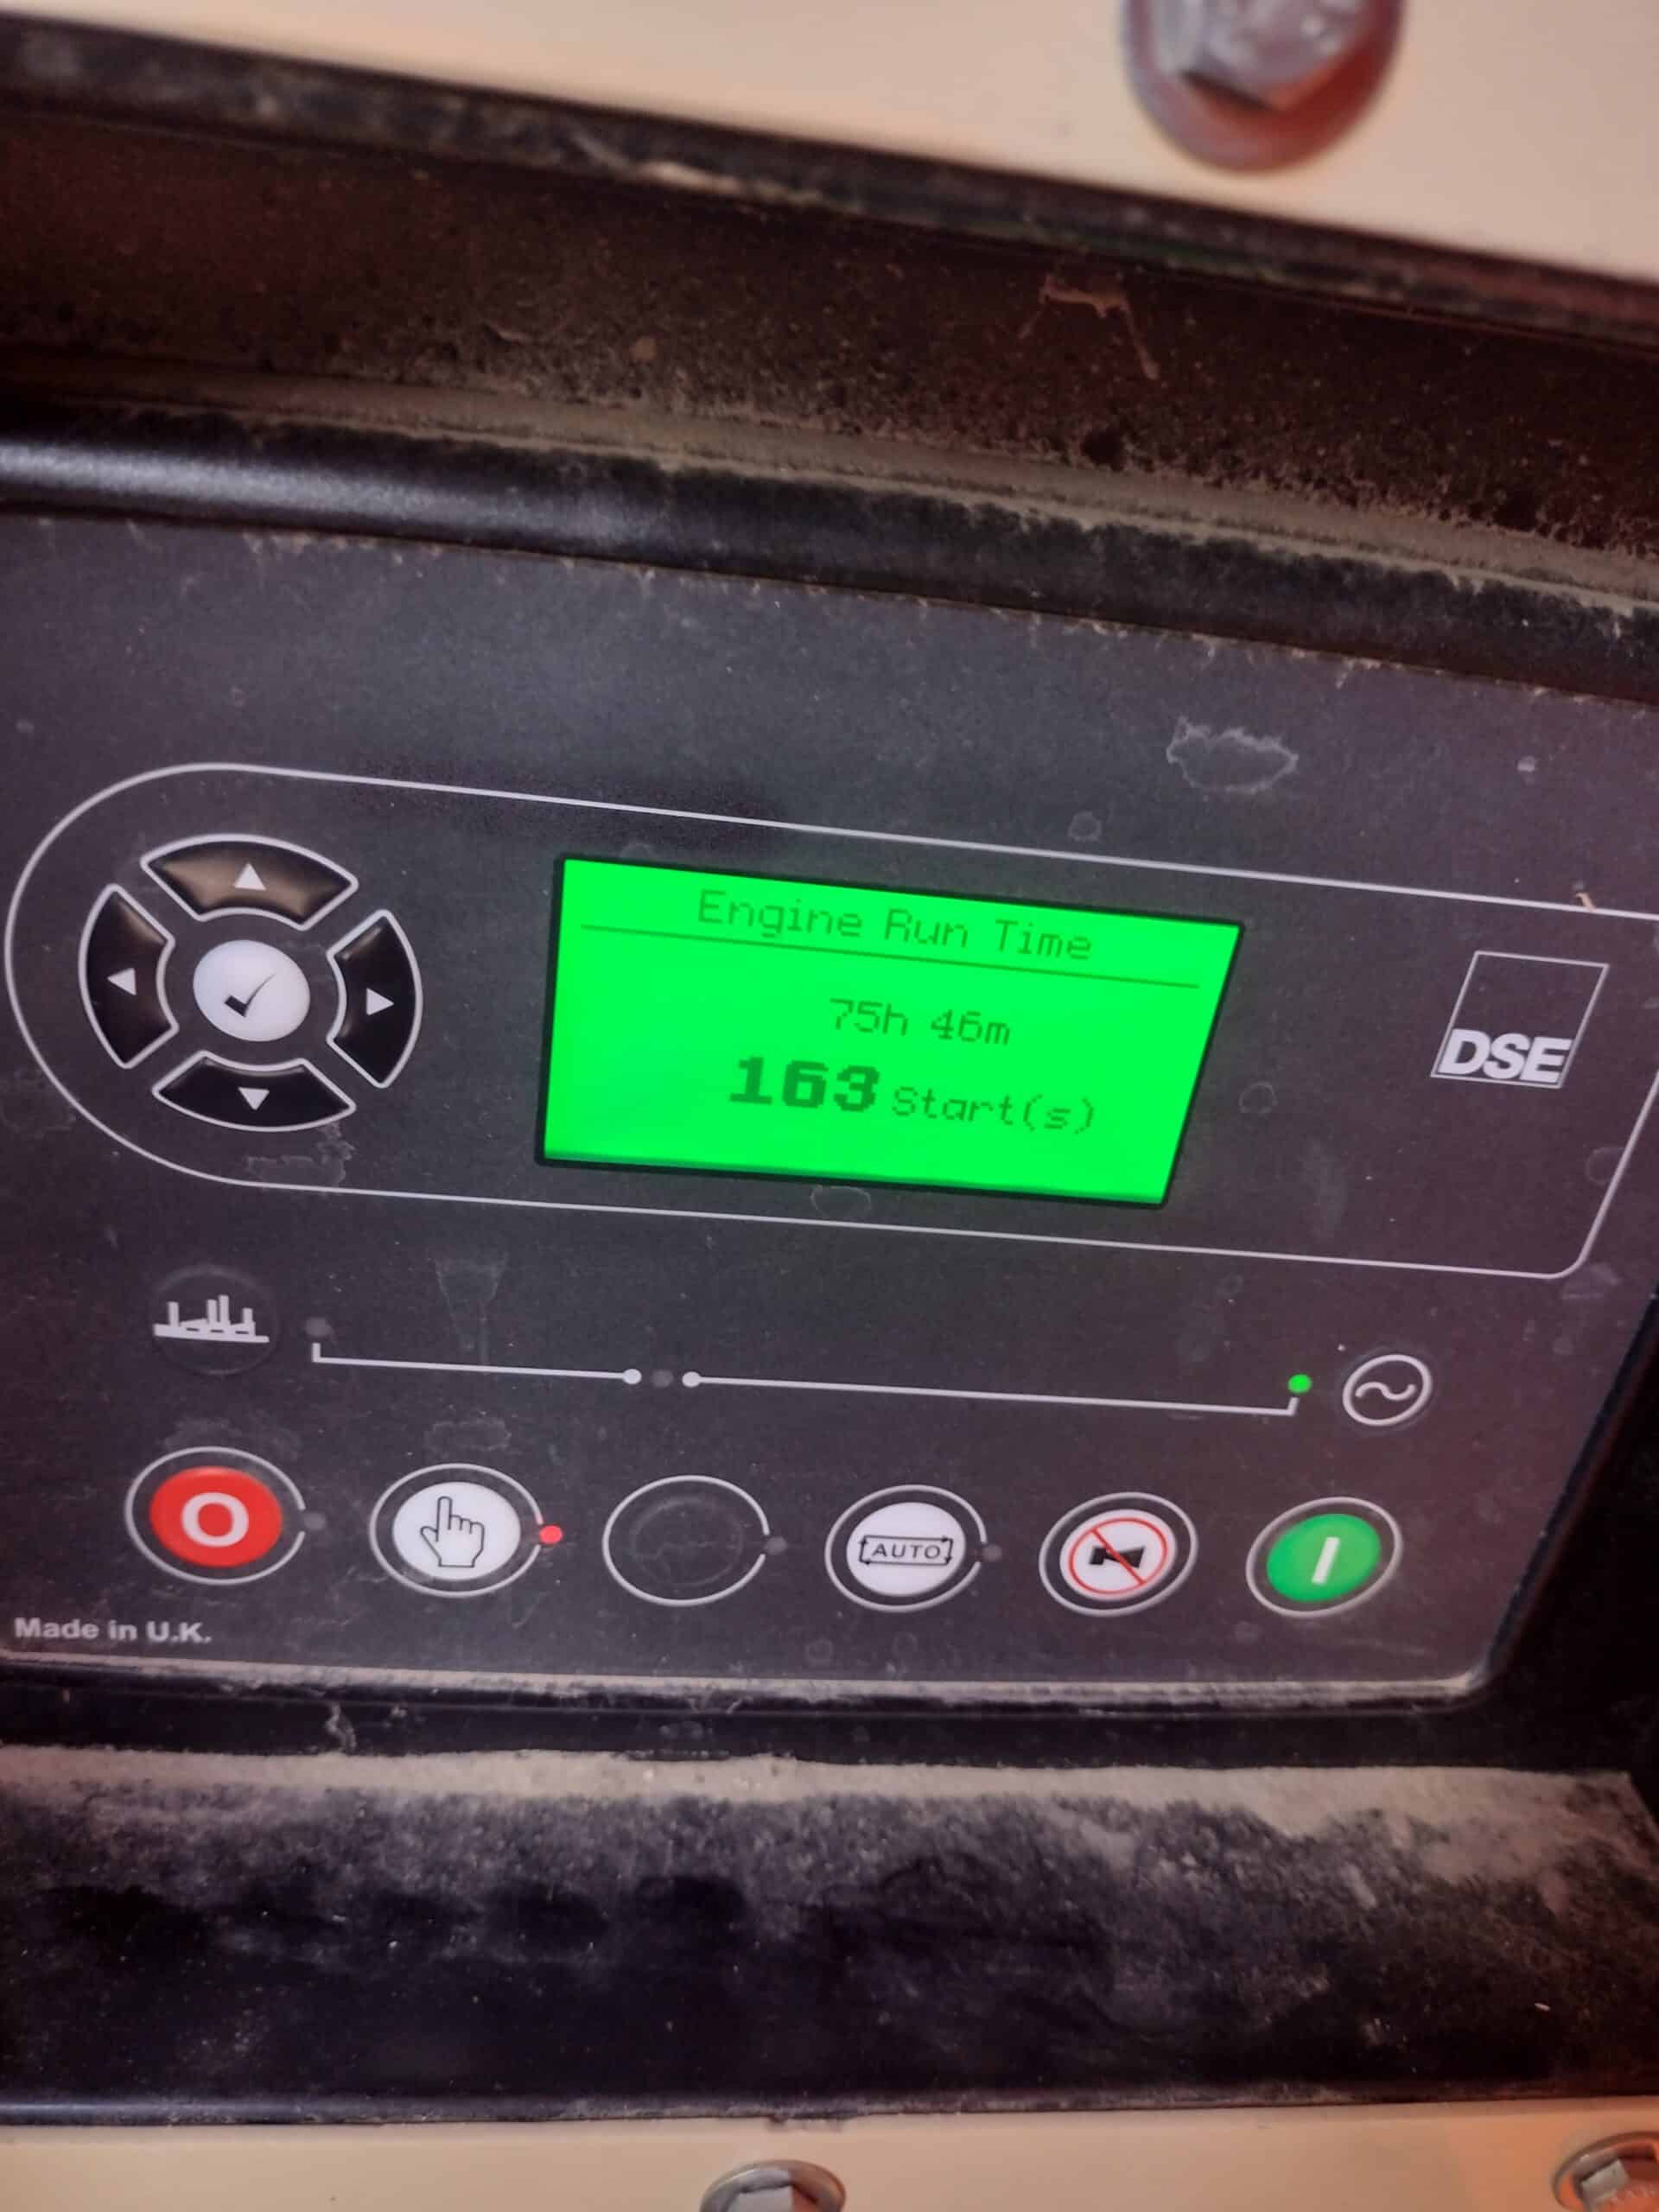 Engine Run Time
75h 46m
163 Start(s)
DSE
O
AUTO
I
Made in U.K.